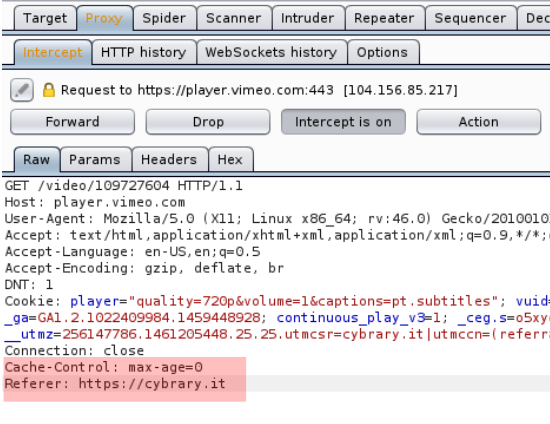 Target Proxy Spider Scanner Intruder Repeater Sequencer Dec
Intercept HTTP history WebSockets history Options
Request to https://player.vimeo.com:443 [104.156.85.217]
Forward Drop Intercept is on Action
Raw Params Headers Hex
GET /video/109727604 HTTP/1.1
Host: player.vimeo.com
User-Agent: Mozilla/5.0 (X11; Linux x86_64; rv:46.0) Gecko/2010010
Accept: text/html,application/xhtml+xml,application/xml;q=0.9,*/*;
Accept-Language: en-US,en;q=0.5
Accept-Encoding: gzip, deflate, br
DNT: 1
Cookie: player="quality=720p&volume=1&captions=pt.subtitles"; vuid=
_ga=GA1.2.1022409984.1459448928; continuous_play_v3=1; _ceg.s=o5xy
__utmz=256147786.1461205448.25.25.utmcsr=cybrary.it|utmccn=(referr
Connection: close
Cache-Control: max-age=0
Referer: https://cybrary.it